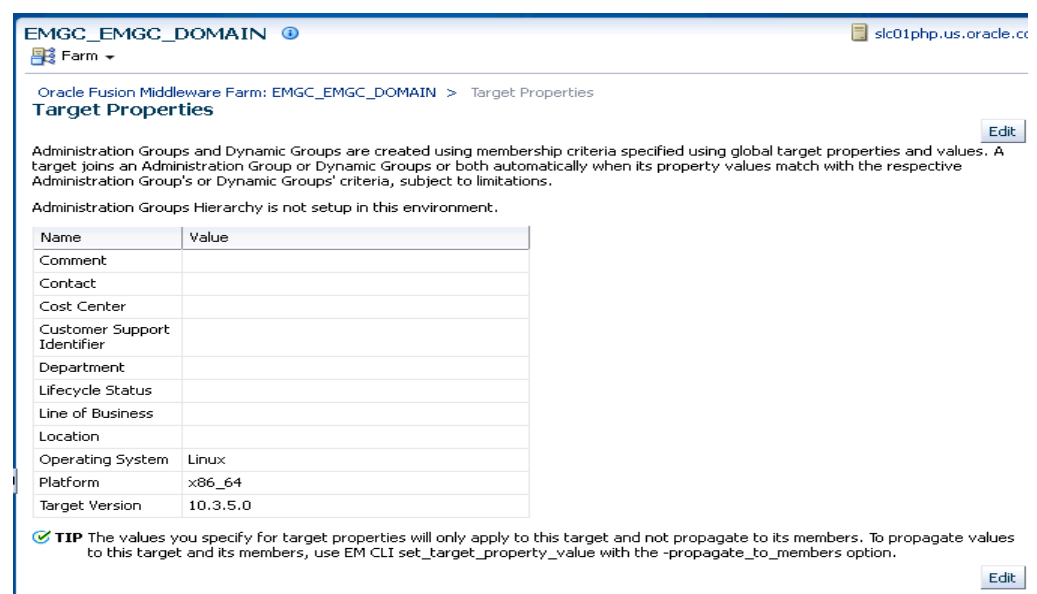 EMGC_EMGC_DOMAIN
slc01php.us.oracle.co
Farm
Oracle Fusion Middleware Farm: EMGC_EMGC_DOMAIN > Target Properties
Target Properties
Edit
Administration Groups and Dynamic Groups are created using membership criteria specified using global target properties and values. A
target joins an Administration Group or Dynamic Groups or both automatically when its property values match with the respective
Administration Group's or Dynamic Groups' criteria, subject to limitations.
Administration Groups Hierarchy is not setup in this environment.
Name Value
Comment
Contact
Cost Center
Customer Support
Identifier
Department
Lifecycle Status
Line of Business
Location
Operating System Linux
Platform x86_64
Target Version 10.3.5.0
TIP The values you specify for target properties will only apply to this target and not propagate to its members. To propagate values
to this target and its members, use EM CLI set_target_property_value with the -propagate_to_members option.
Edit